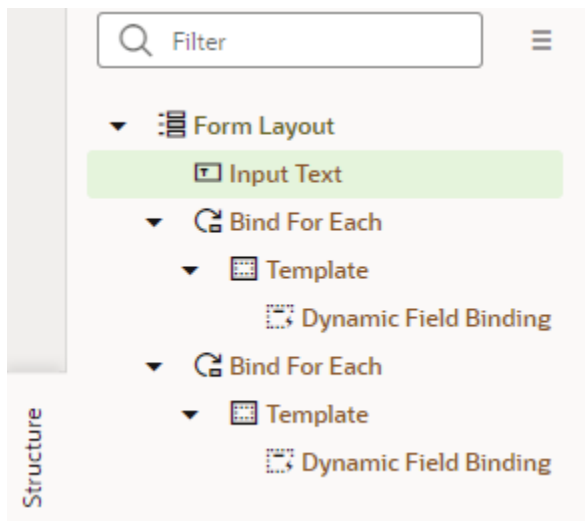 Filter
Form Layout
Input Text
Bind For Each
Template
Dynamic Field Binding
Bind For Each
Template
Dynamic Field Binding
Structure